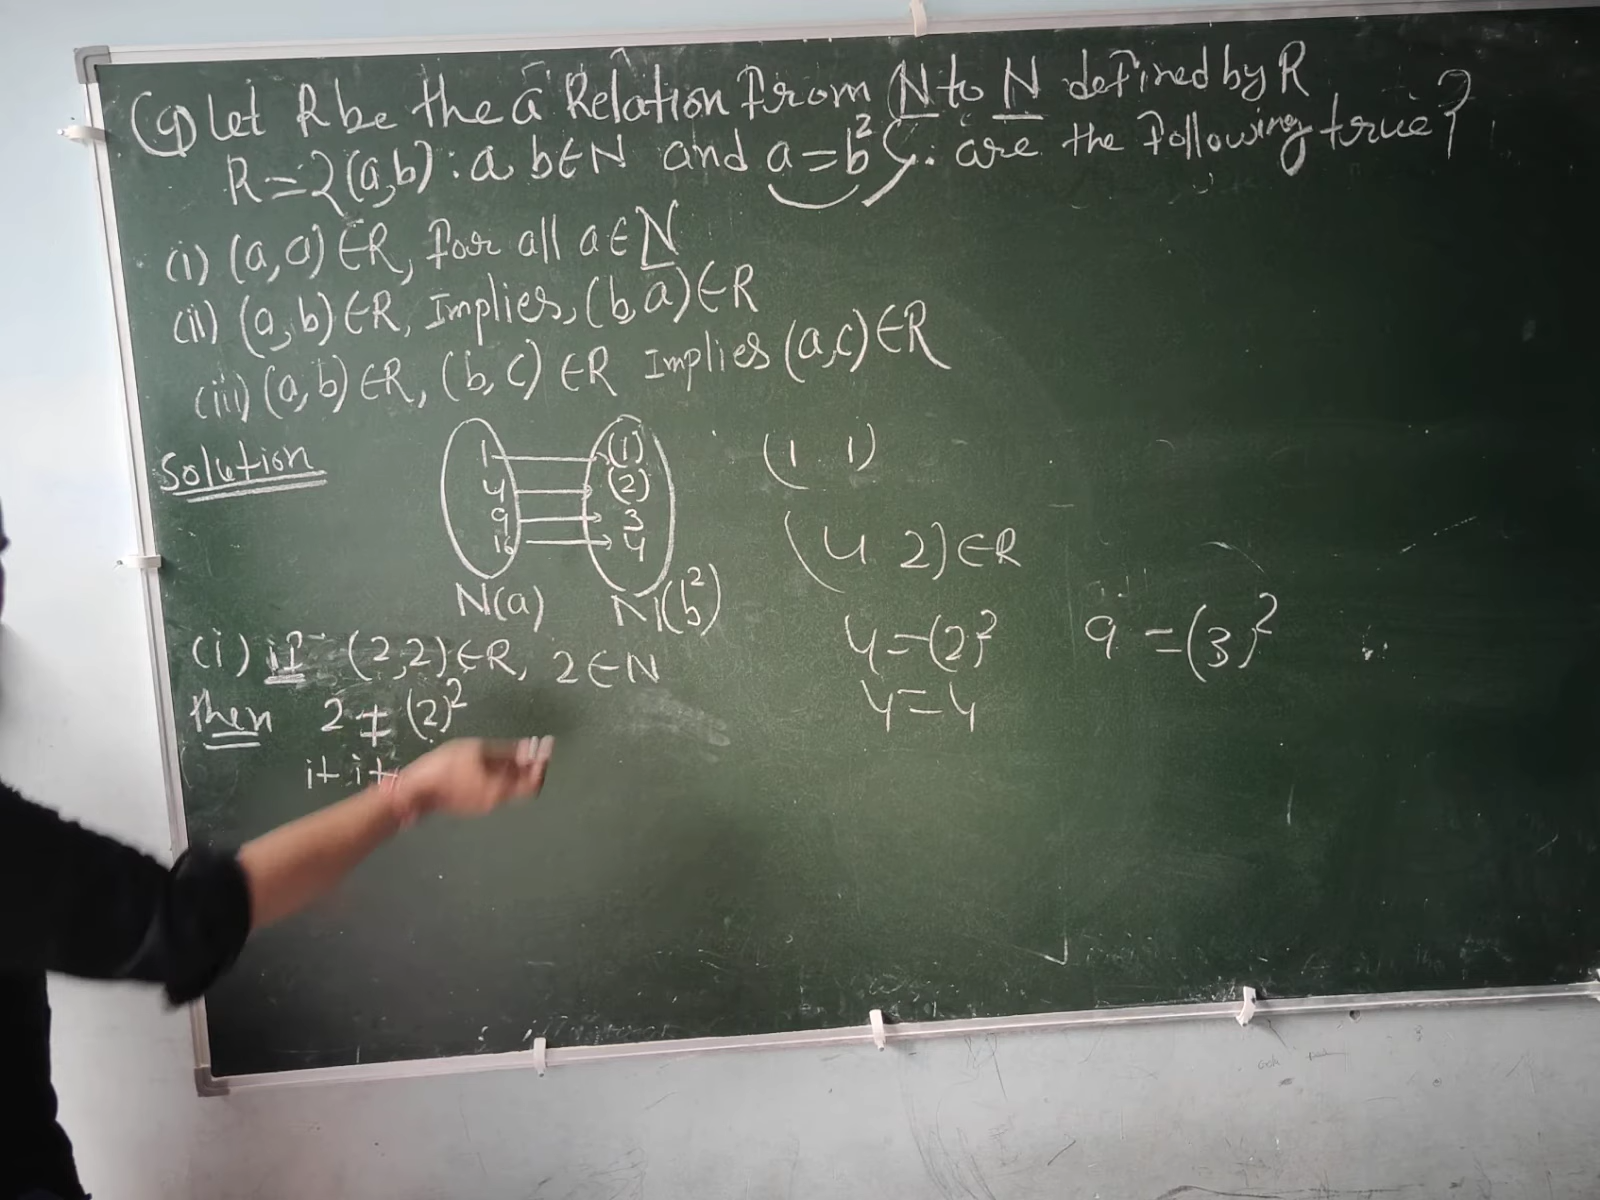 (9) Let R be the a Relation from N to N defined by R
R = {(a,b) : a, b ∈ N and a = b²}. are the following true?
(i) (a,a) ∈ R, for all a ∈ N
(ii) (a,b) ∈ R, Implies, (b,a) ∈ R
(iii) (a,b) ∈ R, (b,c) ∈ R Implies (a,c) ∈ R
Solution
1 (1)
4 (2)
9 3
16 4
N(a) N(b²)
(1 1)
(4 2) ∈ R
4 = (2)²
4 = 4
9 = (3)²
(i) if (2,2) ∈ R, 2 ∈ N
then 2 ≠ (2)²
it it